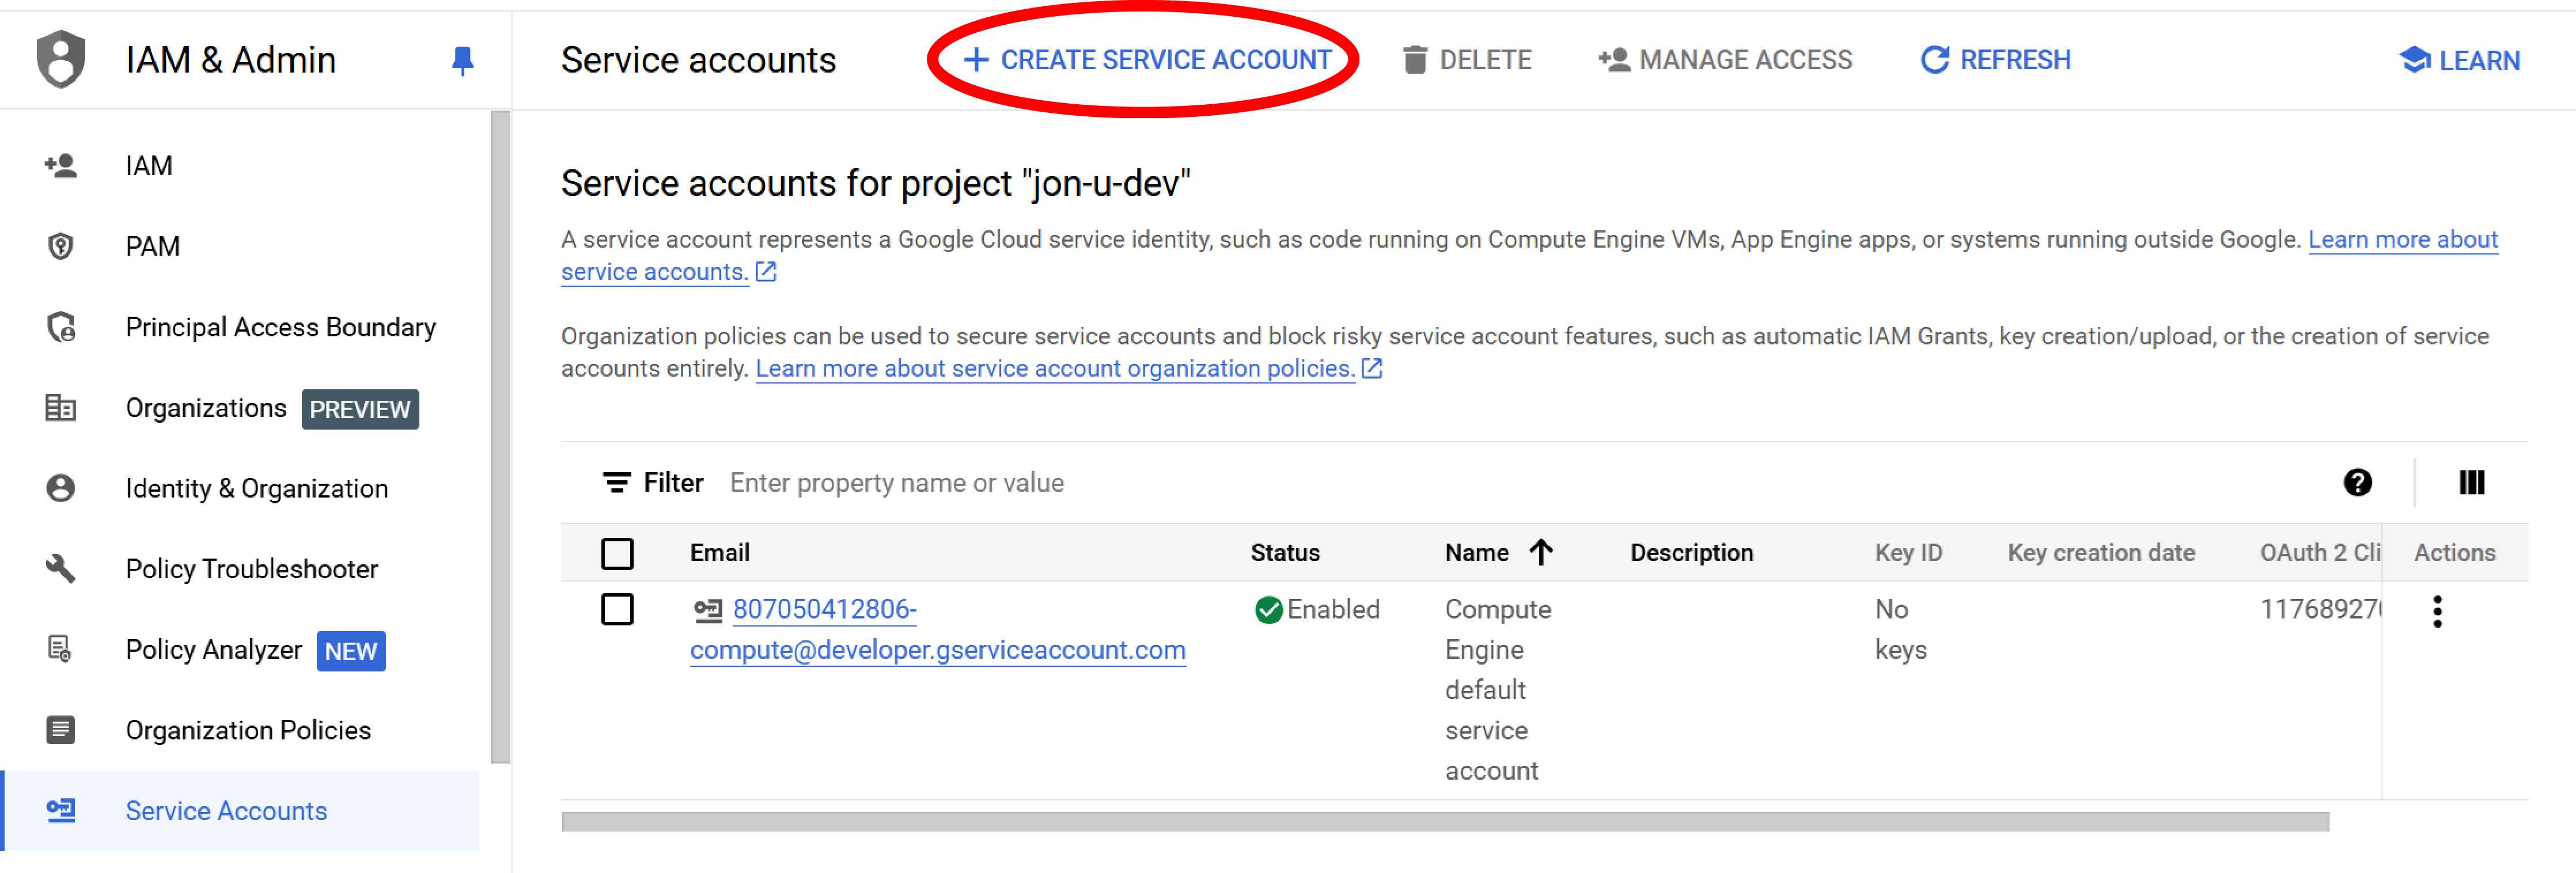 IAM & Admin
Service accounts
CREATE SERVICE ACCOUNT
DELETE
MANAGE ACCESS
REFRESH
LEARN
IAM
PAM
Principal Access Boundary
Organizations PREVIEW
Identity & Organization
Policy Troubleshooter
Policy Analyzer NEW
Organization Policies
Service Accounts
Service accounts for project "jon-u-dev"
A service account represents a Google Cloud service identity, such as code running on Compute Engine VMs, App Engine apps, or systems running outside Google. Learn more about
service accounts.
Organization policies can be used to secure service accounts and block risky service account features, such as automatic IAM Grants, key creation/upload, or the creation of service
accounts entirely. Learn more about service account organization policies.
Filter Enter property name or value
Email Status Name Description Key ID Key creation date OAuth 2 Cli Actions
807050412806-
compute@developer.gserviceaccount.com
Enabled
Compute
Engine
default
service
account
No
keys
11768927